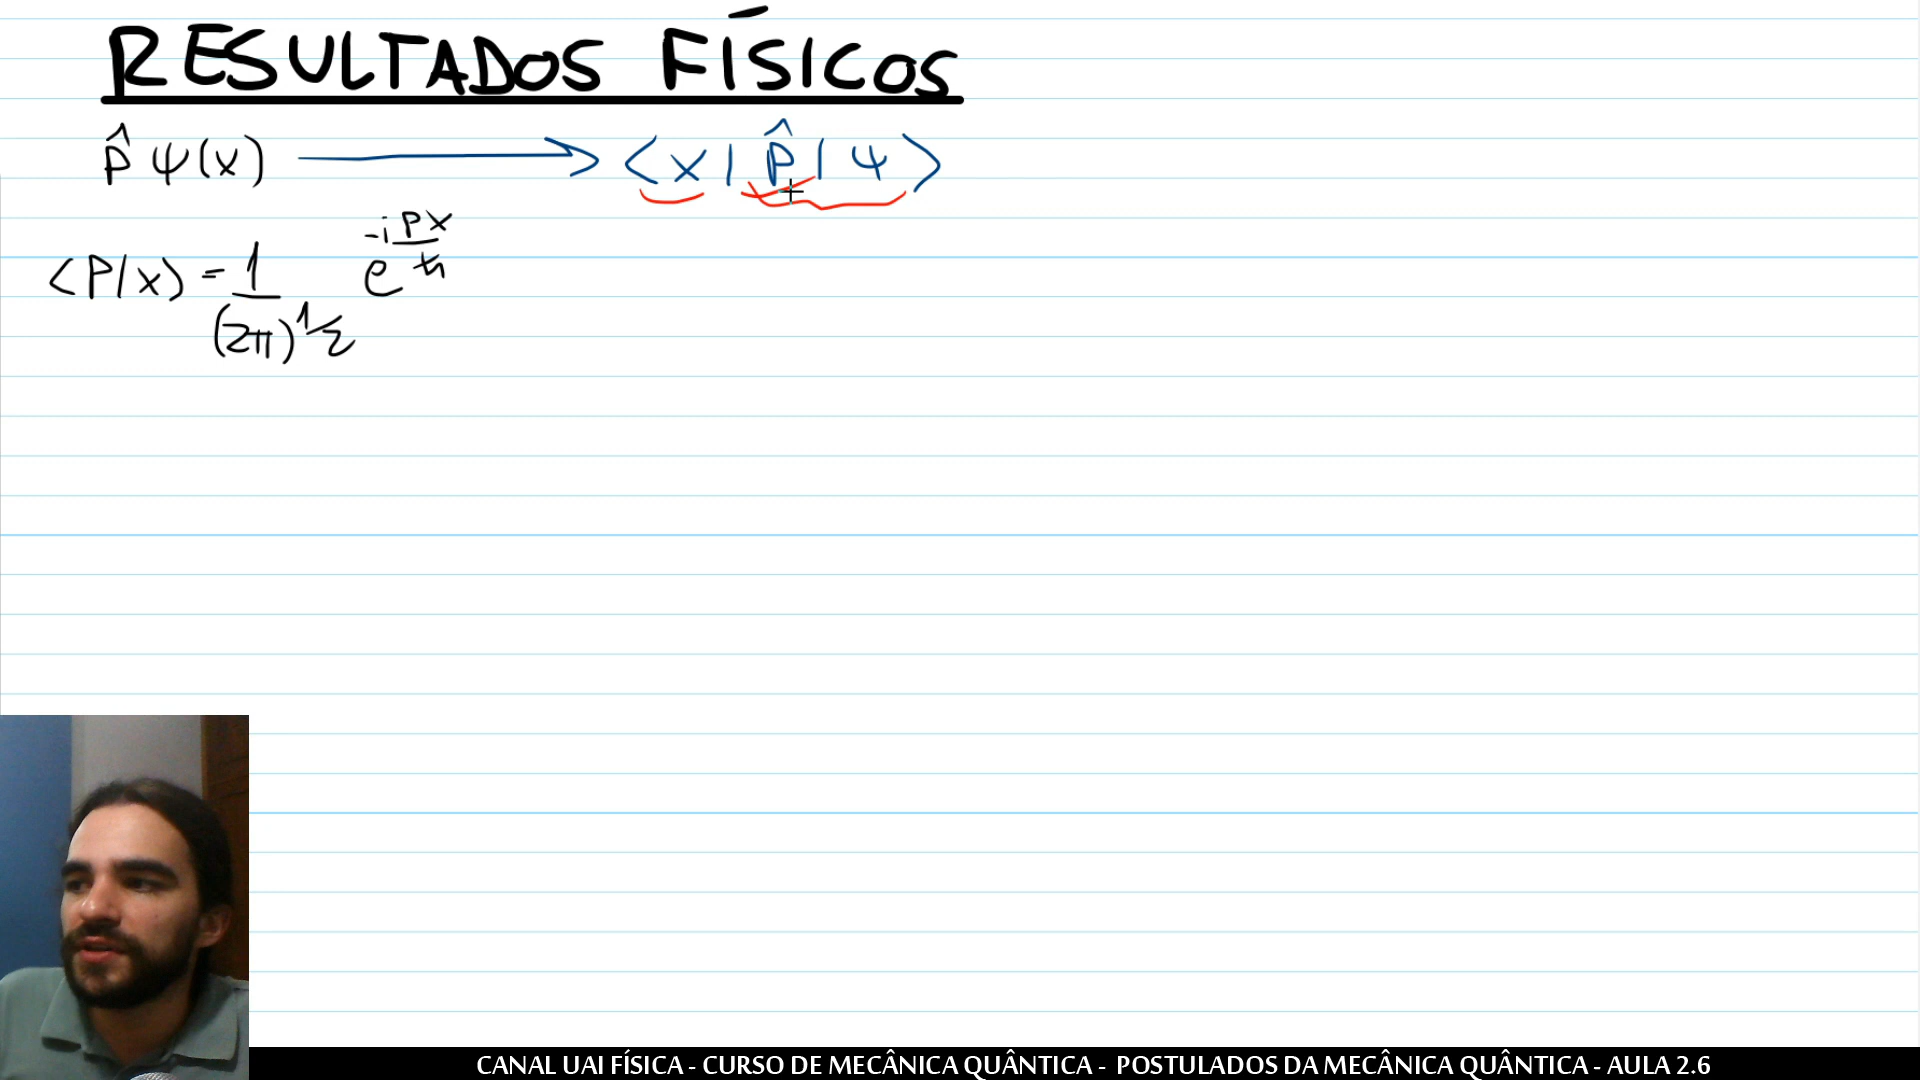 RESULTADOS FÍSICOS
P̂ ψ(x) ⟶ ⟨x|P̂|ψ⟩
⟨P|x⟩ = 1/(2π)^1/2 e^-i px/ħ
CANAL UAI FÍSICA - CURSO DE MECÂNICA QUÂNTICA - POSTULADOS DA MECÂNICA QUÂNTICA - AULA 2.6